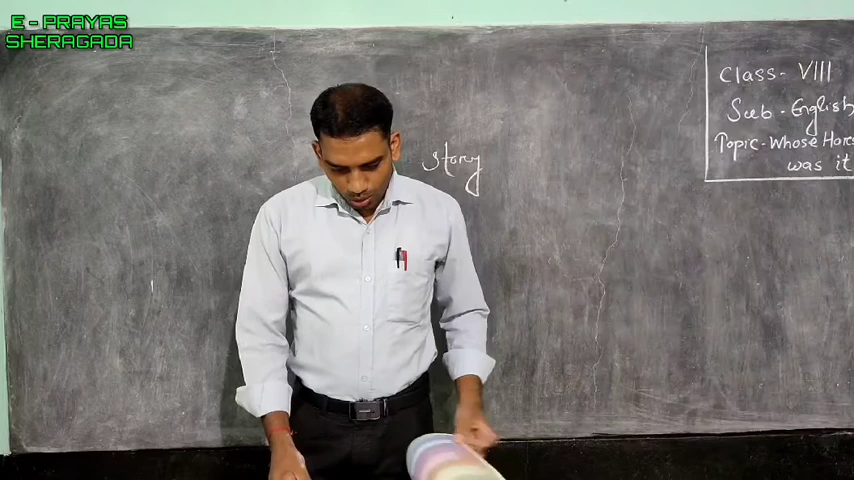 E - PRAYAS
SHERAGADA
story
Class- VIII
Sub- English
Topic- Whose Horse
was it